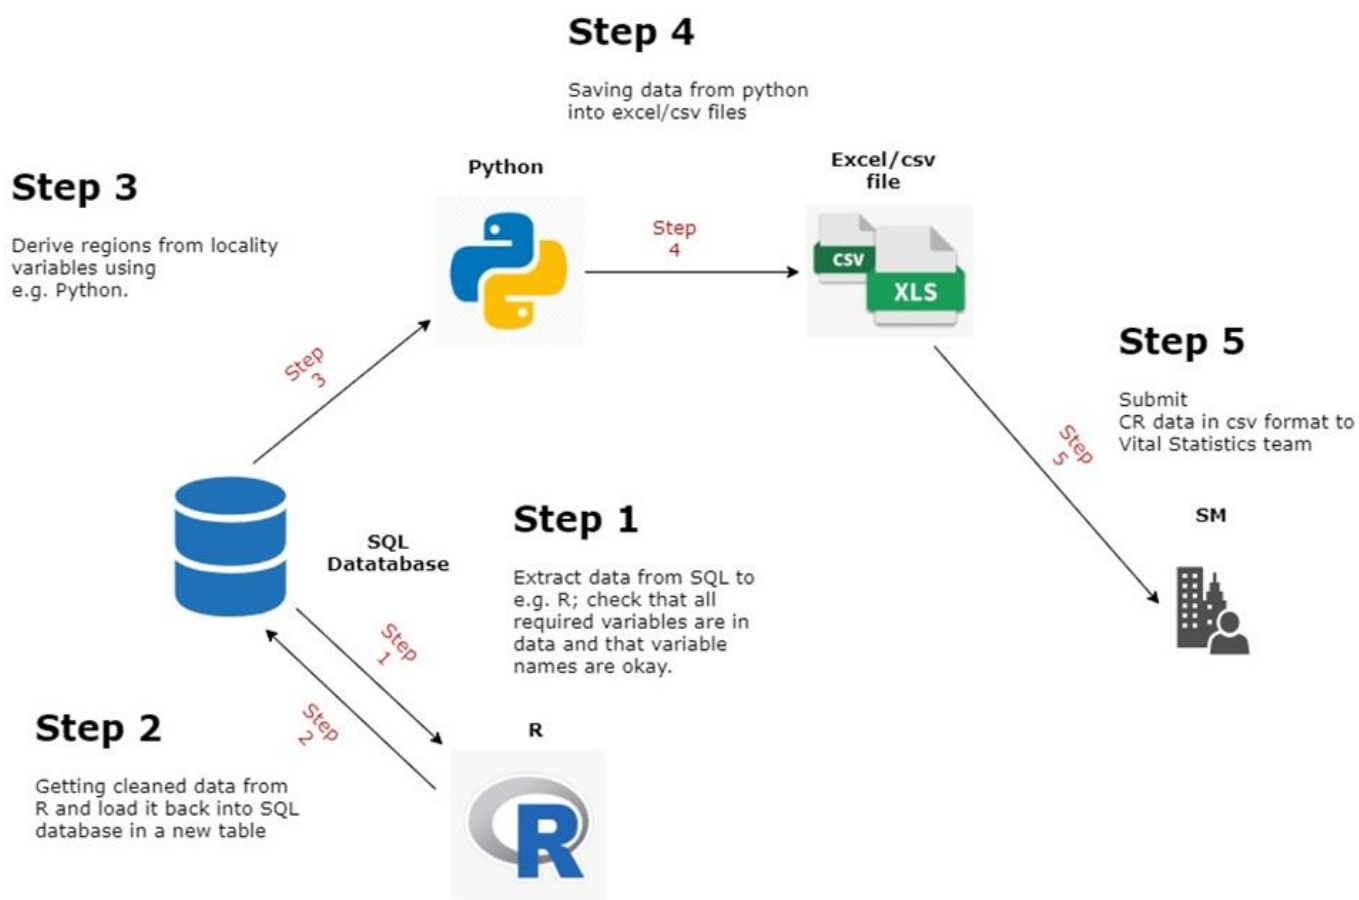 Step 4
Saving data from python
into excel/csv files
Python
Excel/csv
file
Step 3
Derive regions from locality
variables using
e.g. Python.
Step
4
CSV
XLS
Step
3
Step 5
Submit
CR data in csv format to
Vital Statistics team
Step
5
SM
SQL
Datatabase
Step 1
Extract data from SQL to
e.g. R; check that all
required variables are in
data and that variable
names are okay.
Step
1
Step
2
Step 2
Getting cleaned data from
R and load it back into SQL
database in a new table
R
R